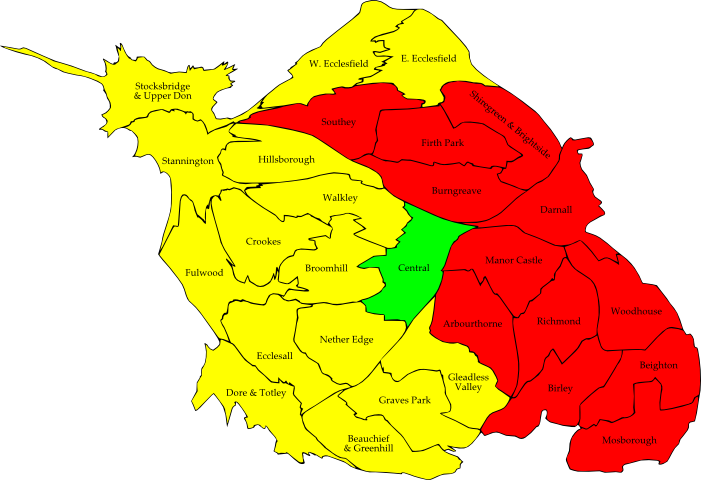 E. Ecclesfield
W. Ecclesfield
Stocksbridge
& Upper Don
Shiregreen & Brightside
Southey
Firth Park
Stannington
Hillsborough
Burngreave
Walkley
Darnall
Crookes
Manor Castle
Fulwood
Broomhill
Central
Woodhouse
Arbourthorne
Richmond
Nether Edge
Ecclesall
Beighton
Gleadless
Valley
Birley
Dore & Totley
Graves Park
Beauchief
& Greenhill
Mosborough